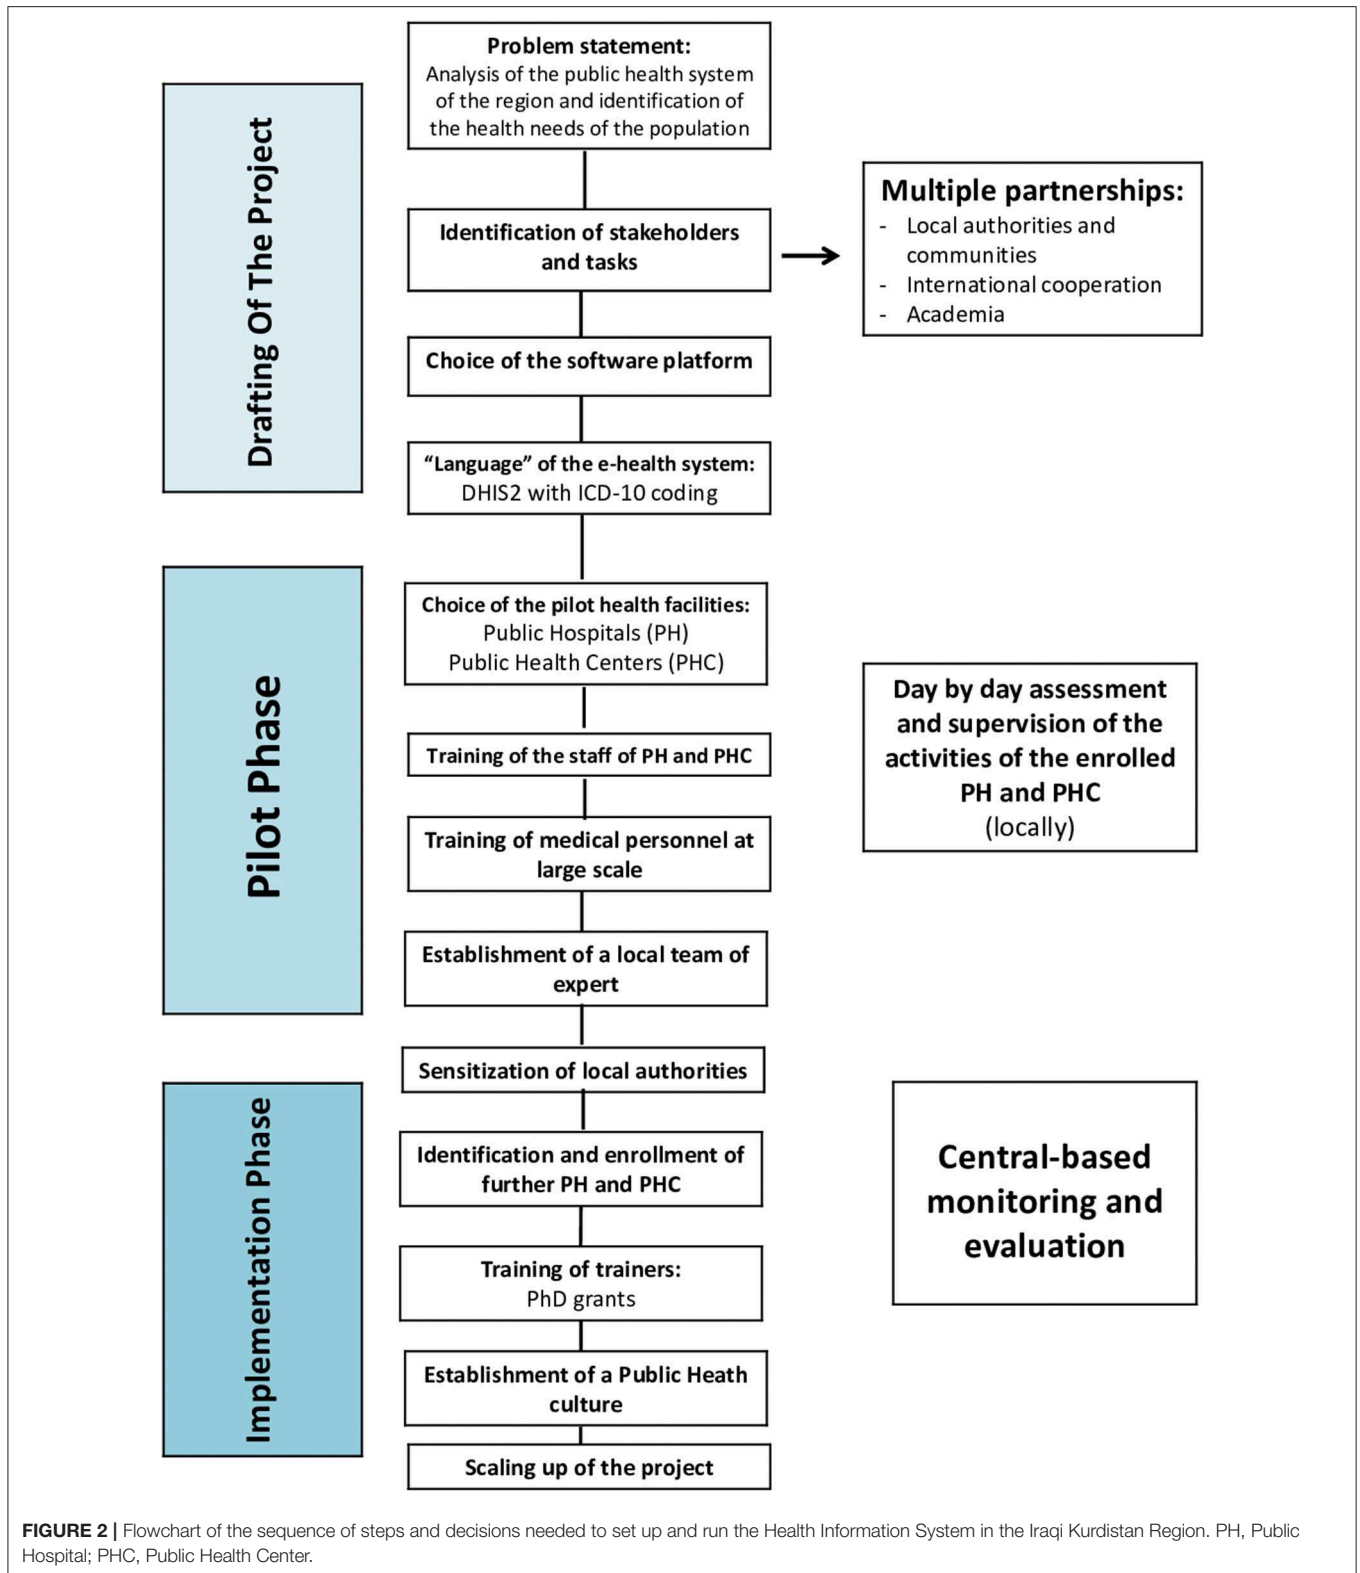 Drafting Of The Project
Problem statement:
Analysis of the public health system
of the region and identification of
the health needs of the population
Identification of stakeholders
and tasks
Multiple partnerships:
- Local authorities and
communities
- International cooperation
- Academia
Choice of the software platform
“Language” of the e-health system:
DHIS2 with ICD-10 coding
Pilot Phase
Choice of the pilot health facilities:
Public Hospitals (PH)
Public Health Centers (PHC)
Training of the staff of PH and PHC
Training of medical personnel at
large scale
Establishment of a local team of
expert
Day by day assessment
and supervision of the
activities of the enrolled
PH and PHC
(locally)
Implementation Phase
Sensitization of local authorities
Identification and enrollment of
further PH and PHC
Training of trainers:
PhD grants
Establishment of a Public Heath
culture
Scaling up of the project
Central-based
monitoring and
evaluation
FIGURE 2 | Flowchart of the sequence of steps and decisions needed to set up and run the Health Information System in the Iraqi Kurdistan Region. PH, Public
Hospital; PHC, Public Health Center.